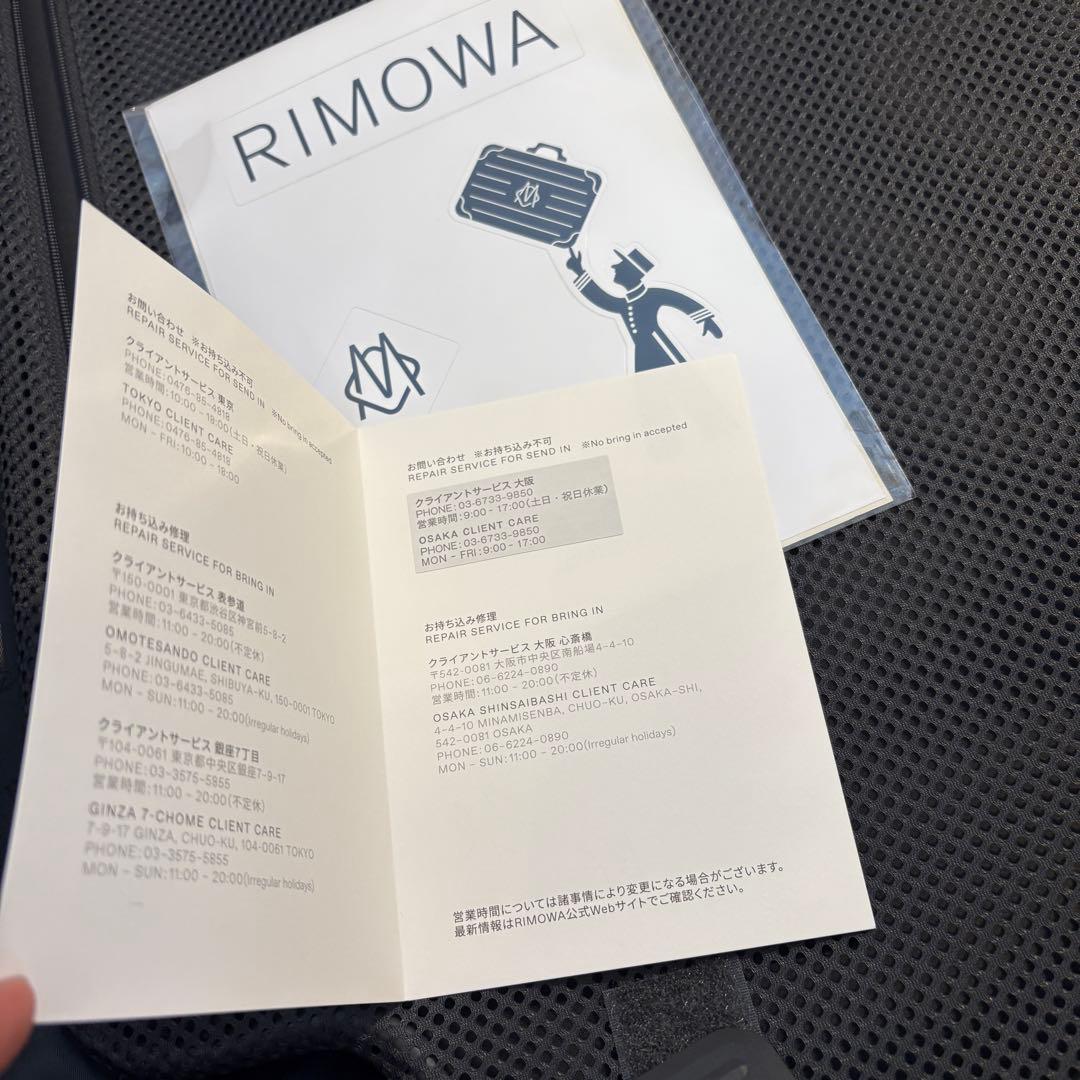 RIMOWA
お問い合わせ ※お持ち込み不可
REPAIR SERVICE FOR SEND IN ※No bring in accepted
クライアントサービス 東京
PHONE:0476-85-4818
営業時間:10:00 - 18:00(土日・祝日休業)
TOKYO CLIENT CARE
PHONE:0476-85-4818
MON - FRI:10:00 - 18:00
お持ち込み修理
REPAIR SERVICE FOR BRING IN
クライアントサービス 表参道
〒150-0001 東京都渋谷区神宮前5-8-2
PHONE:03-6433-5085
営業時間:11:00 - 20:00(不定休)
OMOTESANDO CLIENT CARE
5-8-2 JINGUMAE, SHIBUYA-KU, 150-0001 TOKYO
PHONE:03-6433-5085
MON - SUN:11:00 - 20:00(Irregular holidays)
クライアントサービス 銀座7丁目
〒104-0061 東京都中央区銀座7-9-17
PHONE:03-3575-5855
営業時間:11:00 - 20:00(不定休)
GINZA 7-CHOME CLIENT CARE
7-9-17 GINZA, CHUO-KU, 104-0061 TOKYO
PHONE:03-3575-5855
MON - SUN:11:00 - 20:00(Irregular holidays)
お問い合わせ ※お持ち込み不可
REPAIR SERVICE FOR SEND IN ※No bring in accepted
クライアントサービス 大阪
PHONE:03-6733-9850
営業時間:9:00 - 17:00(土日・祝日休業)
OSAKA CLIENT CARE
PHONE:03-6733-9850
MON - FRI:9:00 - 17:00
お持ち込み修理
REPAIR SERVICE FOR BRING IN
クライアントサービス 大阪 心斎橋
〒542-0081 大阪市中央区南船場4-4-10
PHONE:06-6224-0890
営業時間:11:00 - 20:00(不定休)
OSAKA SHINSAIBASHI CLIENT CARE
4-4-10 MINAMISENBA, CHUO-KU, OSAKA-SHI,
542-0081 OSAKA
PHONE:06-6224-0890
MON - SUN:11:00 - 20:00(Irregular holidays)
営業時間については諸事情により変更になる場合がございます。
最新情報はRIMOWA公式Webサイトでご確認ください。